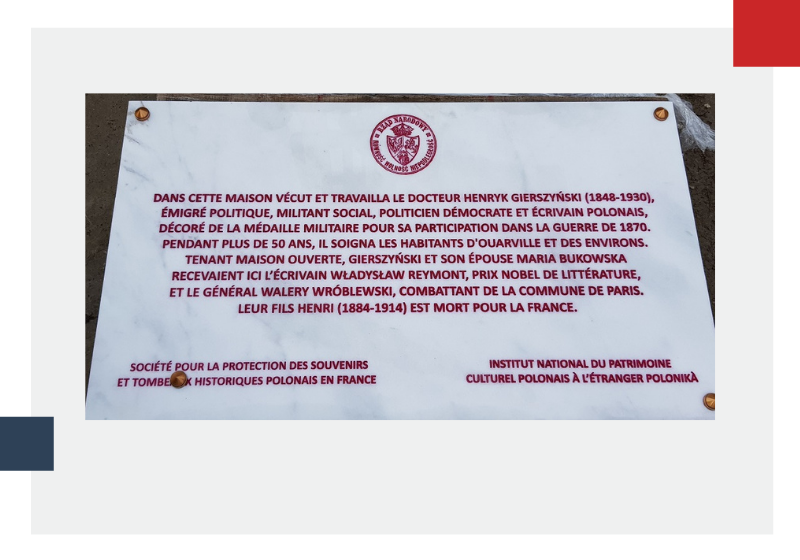 RZĄD NARODOWY
RÓWNOŚĆ WOLNOŚĆ NIEPODLEGŁOŚĆ
DANS CETTE MAISON VÉCUT ET TRAVAILLA LE DOCTEUR HENRYK GIERSZYŃSKI (1848-1930),
ÉMIGRÉ POLITIQUE, MILITANT SOCIAL, POLITICIEN DÉMOCRATE ET ÉCRIVAIN POLONAIS,
DÉCORÉ DE LA MÉDAILLE MILITAIRE POUR SA PARTICIPATION DANS LA GUERRE DE 1870.
PENDANT PLUS DE 50 ANS, IL SOIGNA LES HABITANTS D'OUARVILLE ET DES ENVIRONS.
TENANT MAISON OUVERTE, GIERSZYŃSKI ET SON ÉPOUSE MARIA BUKOWSKA
RECEVAIENT ICI L'ÉCRIVAIN WŁADYSŁAW REYMONT, PRIX NOBEL DE LITTÉRATURE,
ET LE GÉNÉRAL WALERY WRÓBLEWSKI, COMBATTANT DE LA COMMUNE DE PARIS.
LEUR FILS HENRI (1884-1914) EST MORT POUR LA FRANCE.
SOCIÉTÉ POUR LA PROTECTION DES SOUVENIRS
ET HISTORIQUES POLONAIS EN FRANCE
INSTITUT NATIONAL DU PATRIMOINE
CULTUREL POLONAIS À L'ÉTRANGER POLONIKÀ